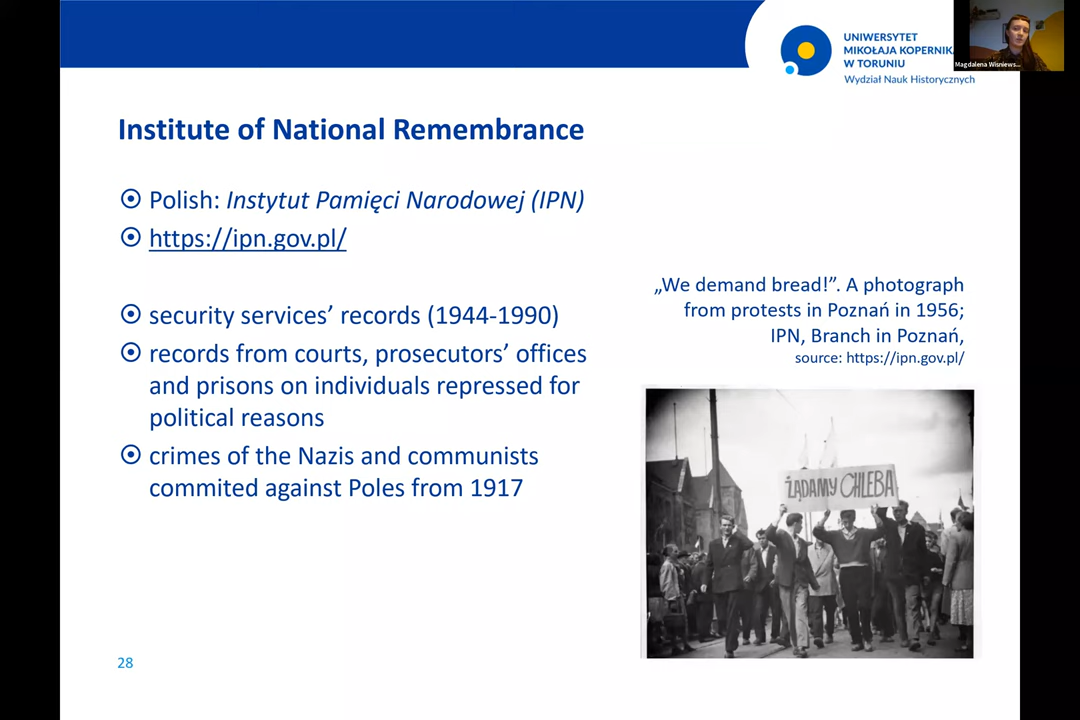 UNIWERSYTET
MIKOŁAJA KOPERNIKA
W TORUNIU
Wydział Nauk Historycznych
Magdalena Wisniews...
Institute of National Remembrance
Polish: Instytut Pamięci Narodowej (IPN)
https://ipn.gov.pl/
security services’ records (1944-1990)
records from courts, prosecutors’ offices
and prisons on individuals repressed for
political reasons
crimes of the Nazis and communists
commited against Poles from 1917
„We demand bread!”. A photograph
from protests in Poznań in 1956;
IPN, Branch in Poznań,
source: https://ipn.gov.pl/
ŻĄDAMY CHLEBA
28